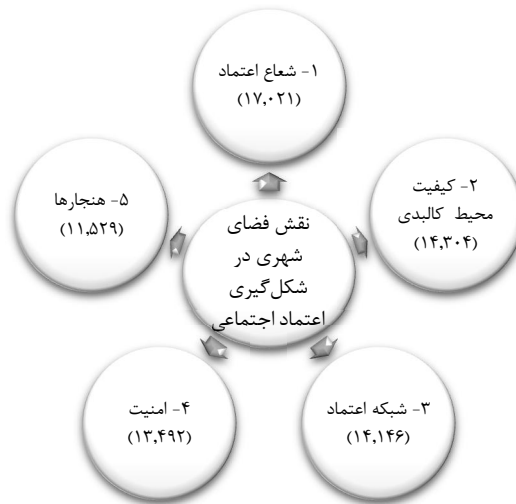 ۱- شعاع اعتماد
(۱۷,۰۲۱)
۲- کیفیت
محیط کالبدی
(۱۴,۳۰۴)
۳- شبکه اعتماد
(۱۴,۱۴۶)
۴- امنیت
(۱۳,۴۹۲)
۵- هنجارها
(۱۱,۵۲۹)
نقش فضای
شهری در
شکل‌گیری
اعتماد اجتماعی